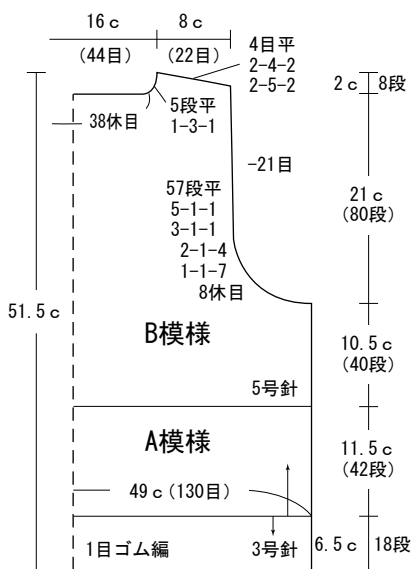 16c
8c
(44目)
(22目)
4目平
2-4-2
2-5-2
2c
8段
5段平
1-3-1
38休目
-21目
57段平
5-1-1
3-1-1
2-1-4
1-1-7
8休目
21c
(80段)
51.5c
B模様
10.5c
(40段)
5号針
A模様
11.5c
(42段)
49c(130目)
1目ゴム編
3号針
6.5c
18段